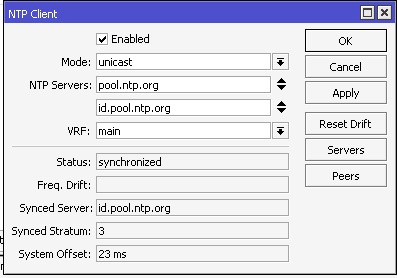 NTP Client
Enabled
OK
Mode: unicast
Cancel
NTP Servers: pool.ntp.org
Apply
id.pool.ntp.org
VRF: main
Reset Drift
Servers
Status: synchronized
Peers
Freq. Drift:
Synced Server: id.pool.ntp.org
Synced Stratum: 3
System Offset: 23 ms